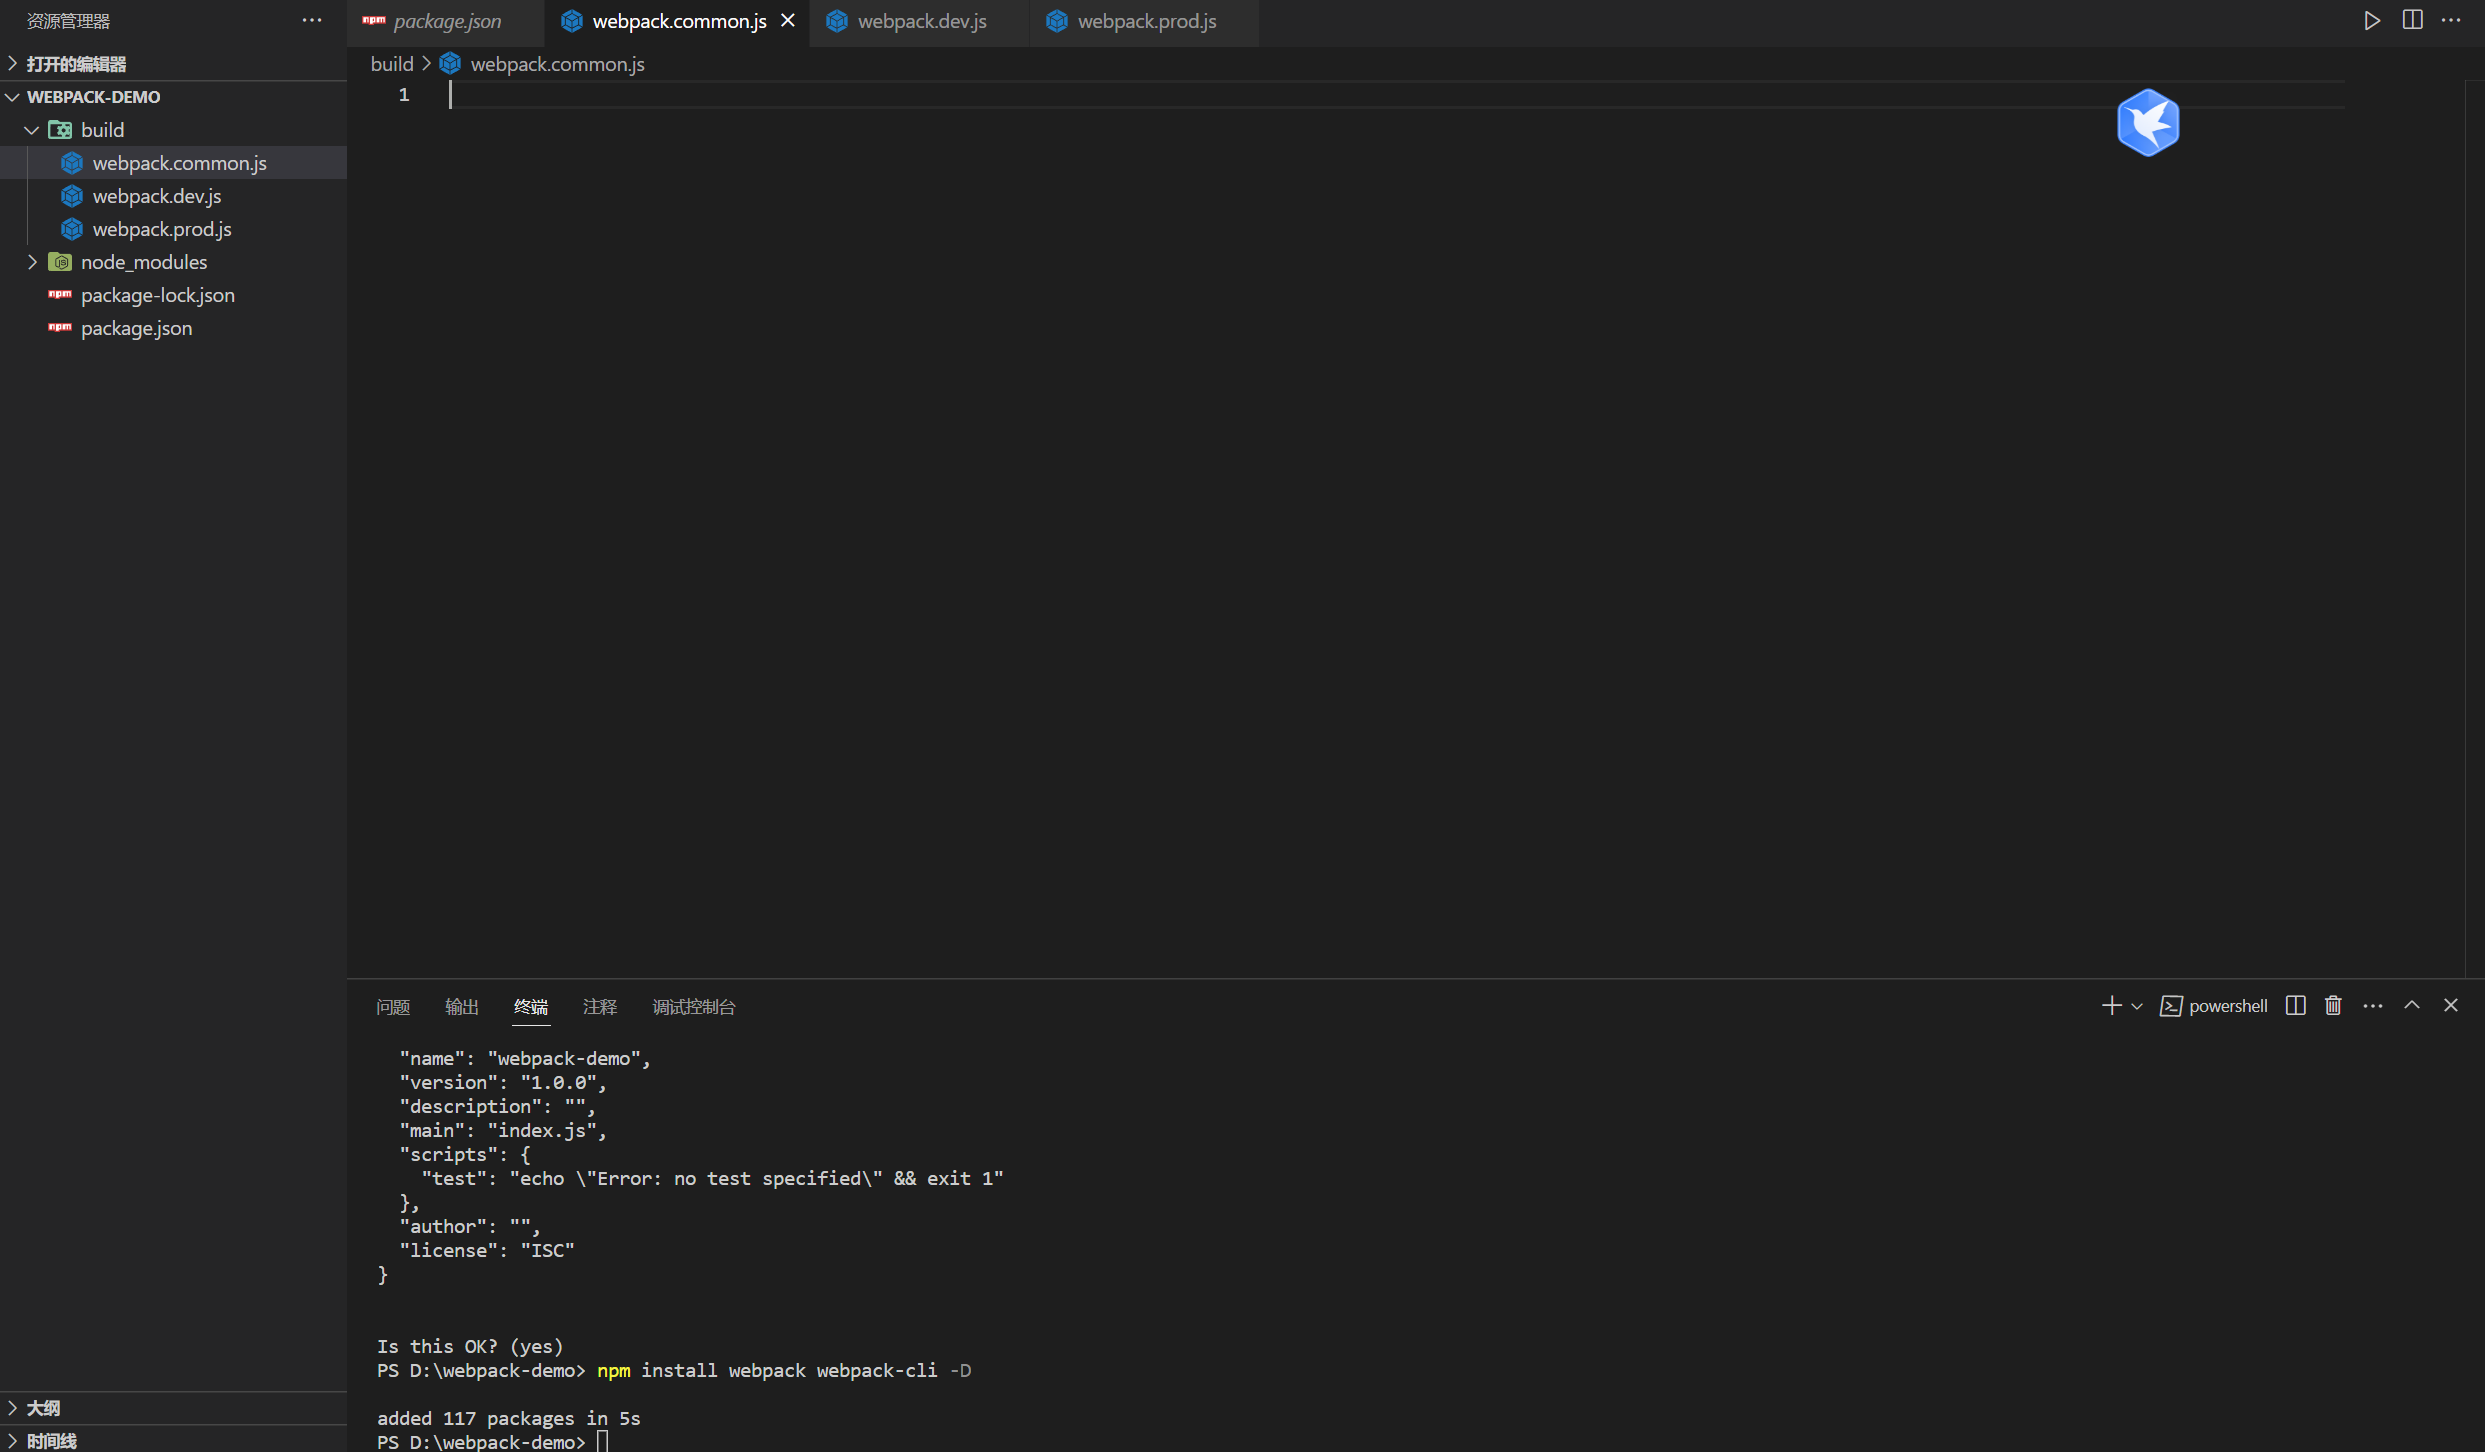 资源管理器
打开的编辑器
WEBPACK-DEMO
build
webpack.common.js
webpack.dev.js
webpack.prod.js
node_modules
package-lock.json
package.json
大纲
时间线
package.json
webpack.common.js
webpack.dev.js
webpack.prod.js
build > webpack.common.js
1
问题 输出 终端 注释 调试控制台
powershell
"name": "webpack-demo",
"version": "1.0.0",
"description": "",
"main": "index.js",
"scripts": {
"test": "echo \"Error: no test specified\" && exit 1"
},
"author": "",
"license": "ISC"
}
Is this OK? (yes)
PS D:\webpack-demo> npm install webpack webpack-cli -D
added 117 packages in 5s
PS D:\webpack-demo>